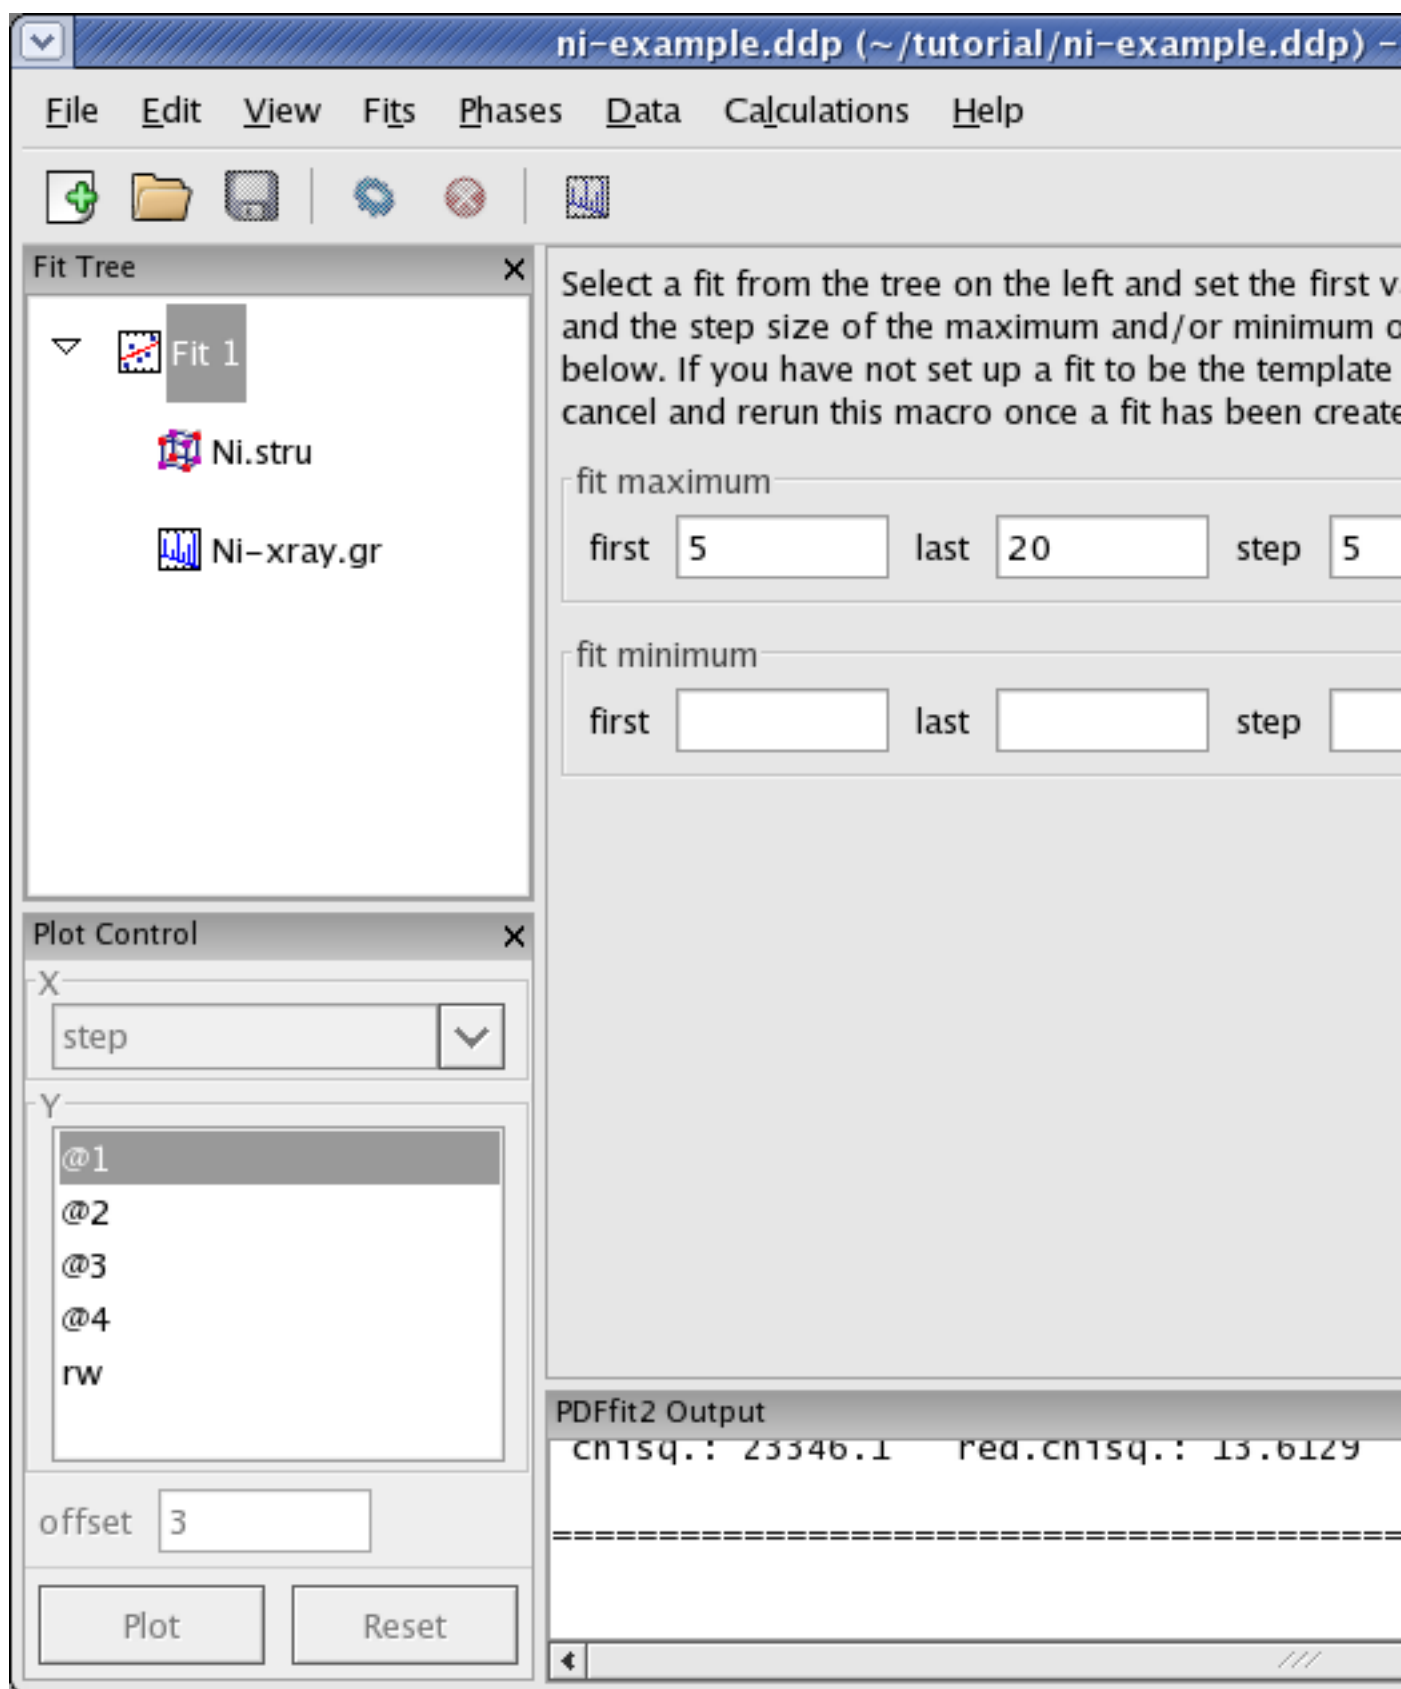 ni-example.ddp (~/tutorial/ni-example.ddp) -
File Edit View Fits Phases Data Calculations Help
Fit Tree
Fit 1
Ni.stru
Ni-xray.gr
Select a fit from the tree on the left and set the first
and the step size of the maximum and/or minimum
below. If you have not set up a fit to be the template
cancel and rerun this macro once a fit has been
fit maximum
first 5 last 20 step 5
fit minimum
first last step
Plot Control
X
step
Y
@1
@2
@3
@4
rw
offset 3
Plot Reset
PDFfit2 Output
chisq.: 23346.1 red.chisq.: 13.6129
========================================